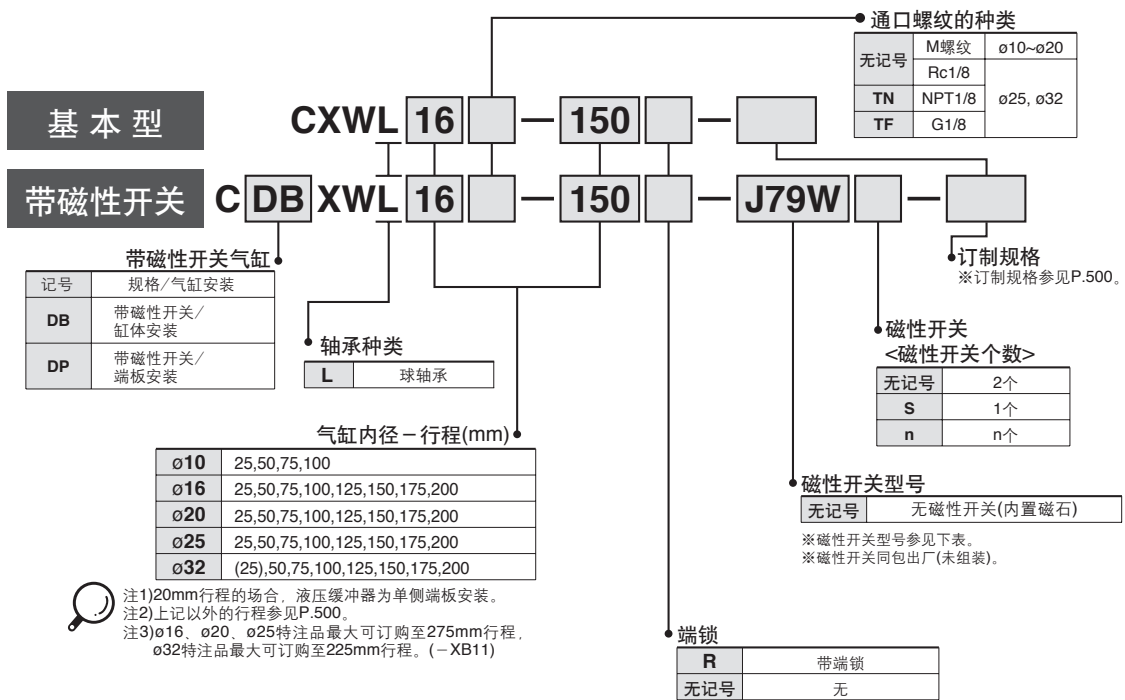 通口螺纹的种类
无记号 M螺纹 ø10~ø20
Rc1/8 ø25, ø32
TN NPT1/8
TF G1/8
基本型 CXWL 16 — 150 —
带磁性开关 C DB XWL 16 — 150 — J79W —
带磁性开关气缸
记号 规格/气缸安装
DB 带磁性开关/
缸体安装
DP 带磁性开关/
端板安装
轴承种类
L 球轴承
订制规格
※订制规格参见P.500。
磁性开关
<磁性开关个数>
无记号 2个
S 1个
n n个
气缸内径－行程(mm)
ø10 25,50,75,100
ø16 25,50,75,100,125,150,175,200
ø20 25,50,75,100,125,150,175,200
ø25 25,50,75,100,125,150,175,200
ø32 (25),50,75,100,125,150,175,200
注1)20mm行程的场合，液压缓冲器为单侧端板安装。
注2)上记以外的行程参见P.500。
注3)ø16、ø20、ø25特注品最大可订购至275mm行程，
ø32特注品最大可订购至225mm行程。(－XB11)
磁性开关型号
无记号 无磁性开关(内置磁石)
※磁性开关型号参见下表。
※磁性开关同包出厂(未组装)。
端锁
R 带端锁
无记号 无